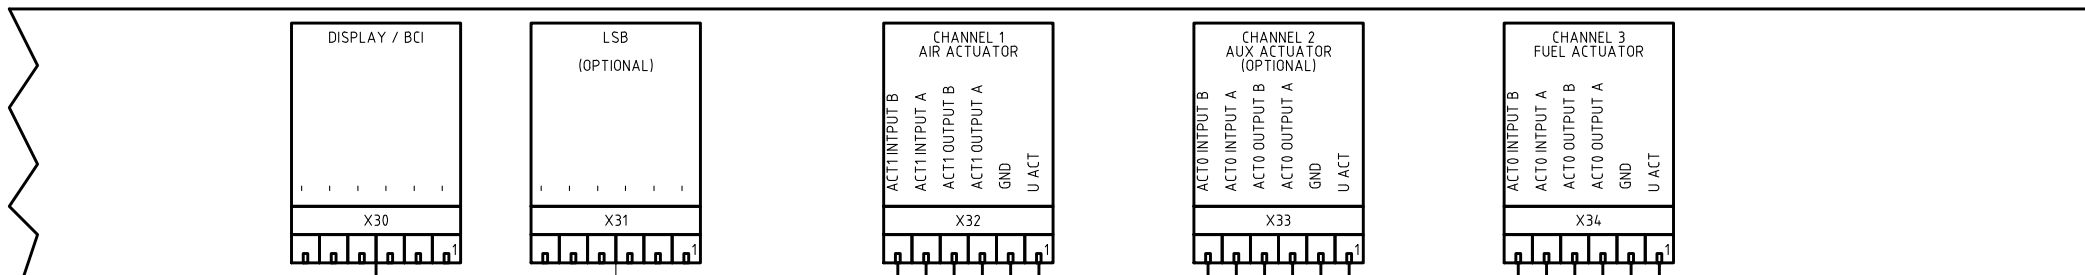 DISPLAY / BCI
X30
1
LSB
(OPTIONAL)
X31
1
CHANNEL 1
AIR ACTUATOR
ACT1 INTPUT B
ACT1 INTPUT A
ACT1 OUTPUT B
ACT1 OUTPUT A
GND
U ACT
X32
1
CHANNEL 2
AUX ACTUATOR
(OPTIONAL)
ACT0 INTPUT B
ACT0 INTPUT A
ACT0 OUTPUT B
ACT0 OUTPUT A
GND
U ACT
X33
1
CHANNEL 3
FUEL ACTUATOR
ACT0 INTPUT B
ACT0 INTPUT A
ACT0 OUTPUT B
ACT0 OUTPUT A
GND
U ACT
X34
1